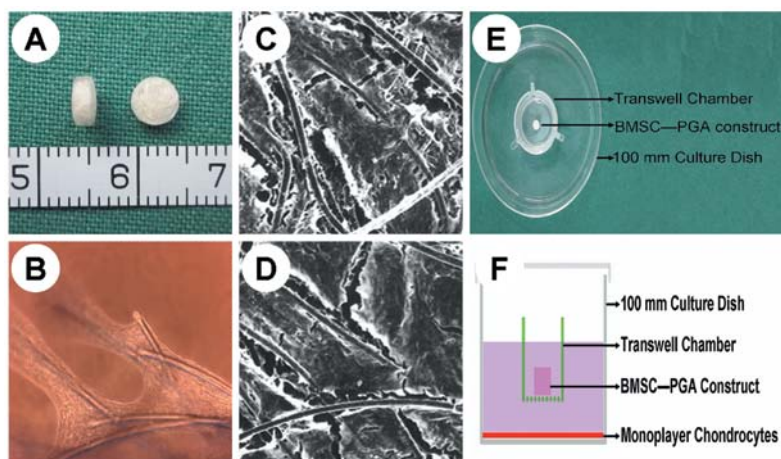 A
5 6 7
B
C
D
E
Transwell Chamber
BMSC—PGA construct
100 mm Culture Dish
F
100 mm Culture Dish
Transwell Chamber
BMSC—PGA Construct
Monoplayer Chondrocytes